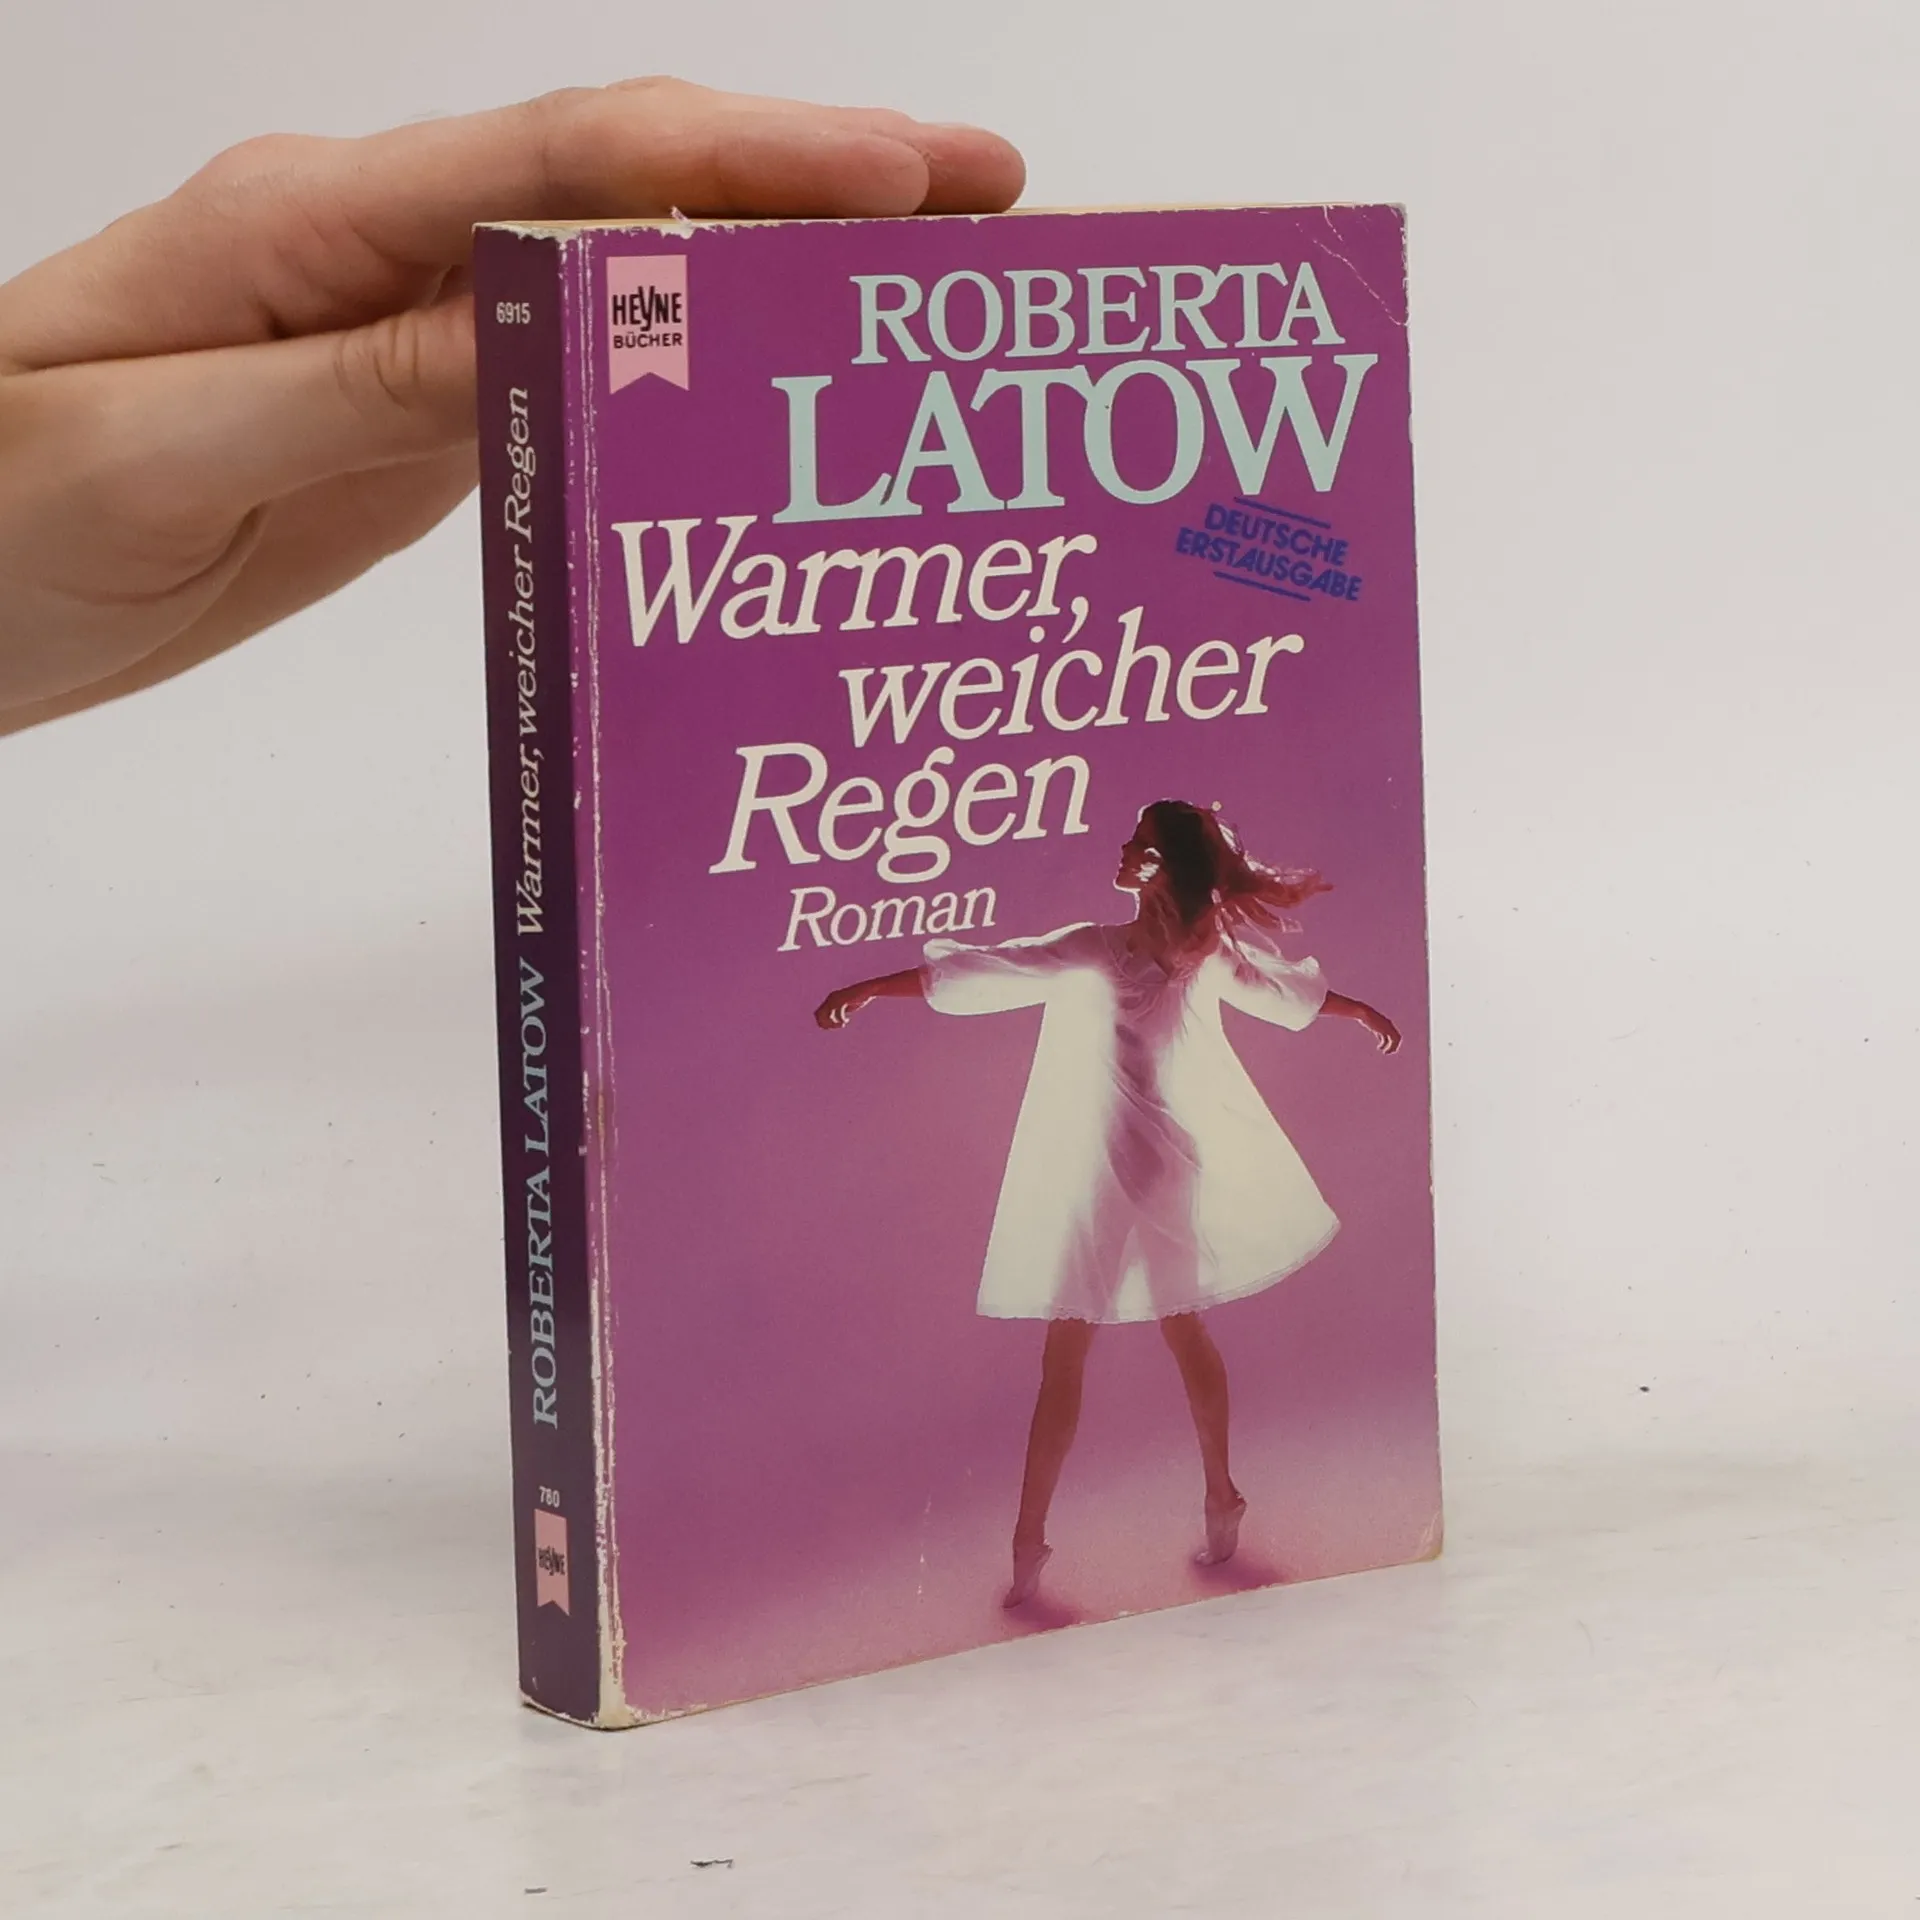 6915
ROBERTA LATOW Warmer, weicher Regen
780
HEYNE
HEYNE
BÜCHER
ROBERTA
LATOW
DEUTSCHE
ERSTAUSGABE
Warmer,
weicher
Regen
Roman